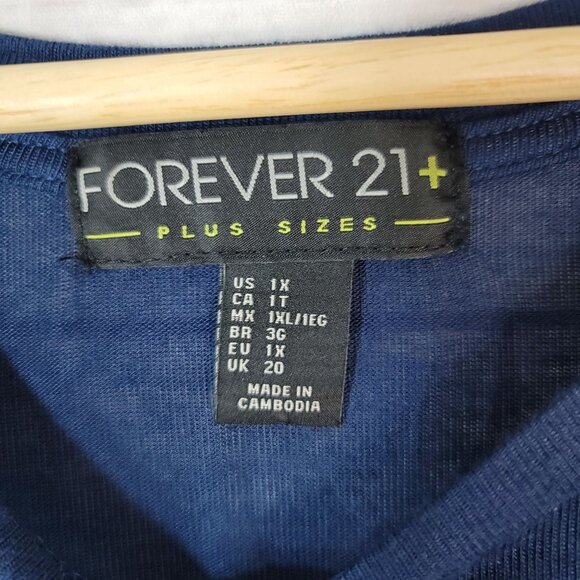 FOREVER 21+
PLUS SIZES
US 1X
CA 1T
MX 1XL/1EG
BR 3G
EU 1X
UK 20
MADE IN
CAMBODIA